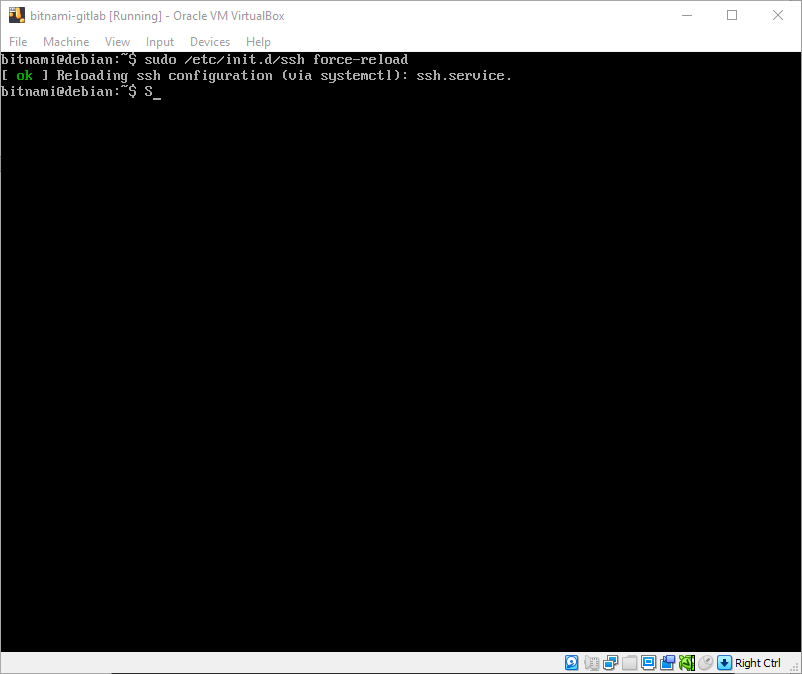 bitnami-gitlab [Running] - Oracle VM VirtualBox
File Machine View Input Devices Help
bitnami@debian:~$ sudo /etc/init.d/ssh force-reload
[ ok ] Reloading ssh configuration (via systemctl): ssh.service.
bitnami@debian:~$ S_
Right Ctrl